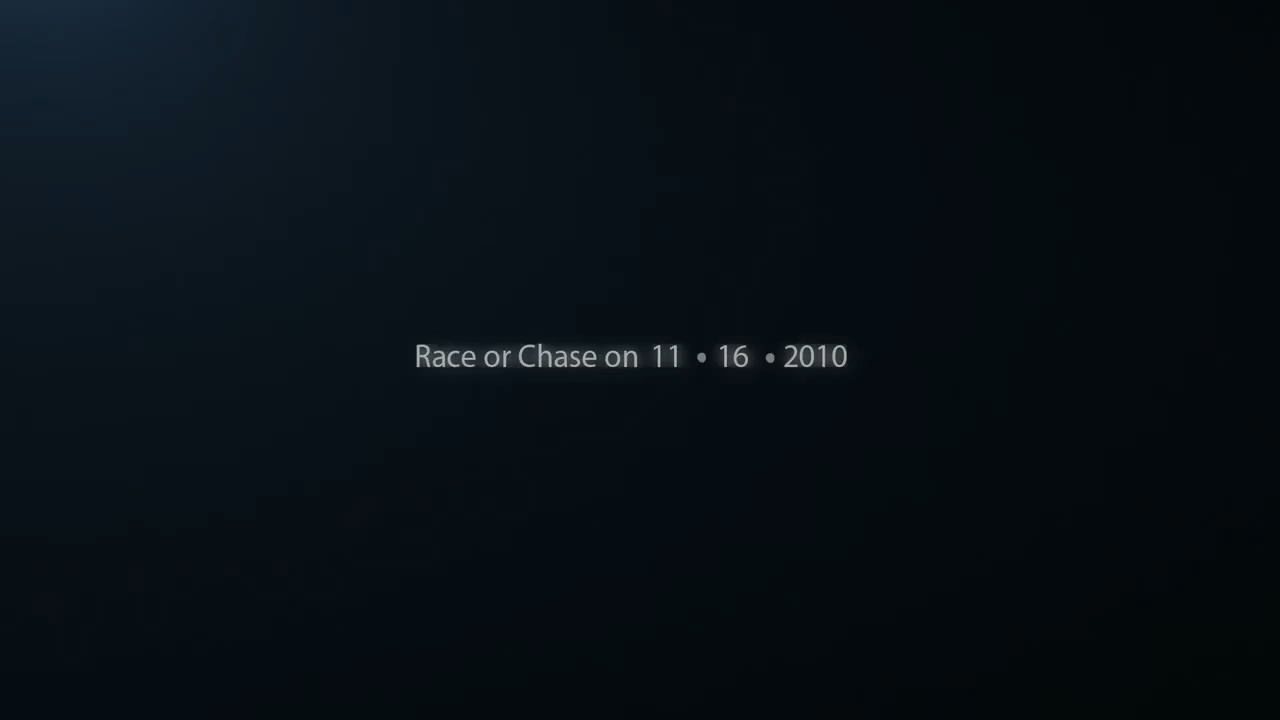 Race or Chase on 11 • 16 • 2010